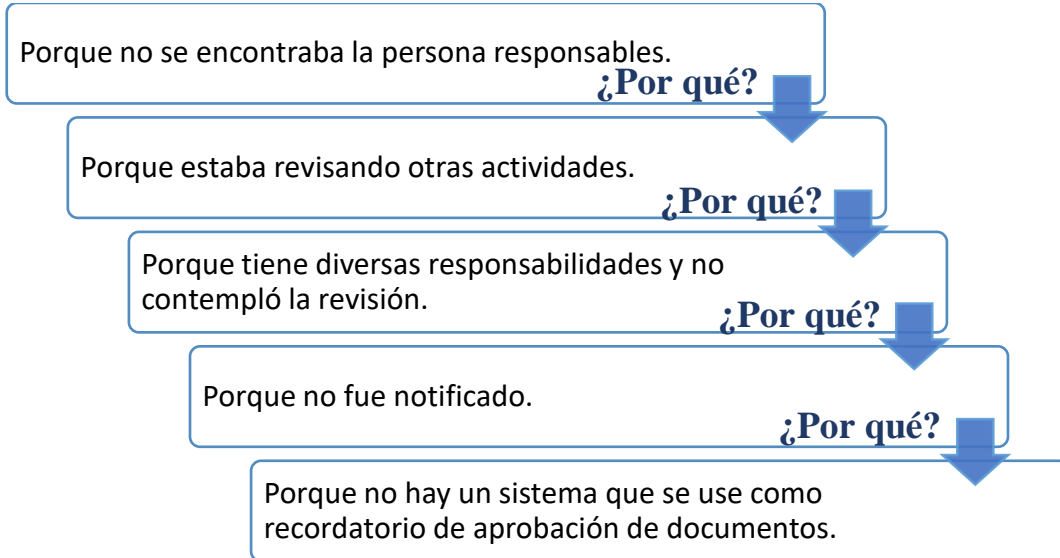 Porque no se encontraba la persona responsables.
¿Por qué?
Porque estaba revisando otras actividades.
¿Por qué?
Porque tiene diversas responsabilidades y no
contempló la revisión.
¿Por qué?
Porque no fue notificado.
¿Por qué?
Porque no hay un sistema que se use como
recordatorio de aprobación de documentos.